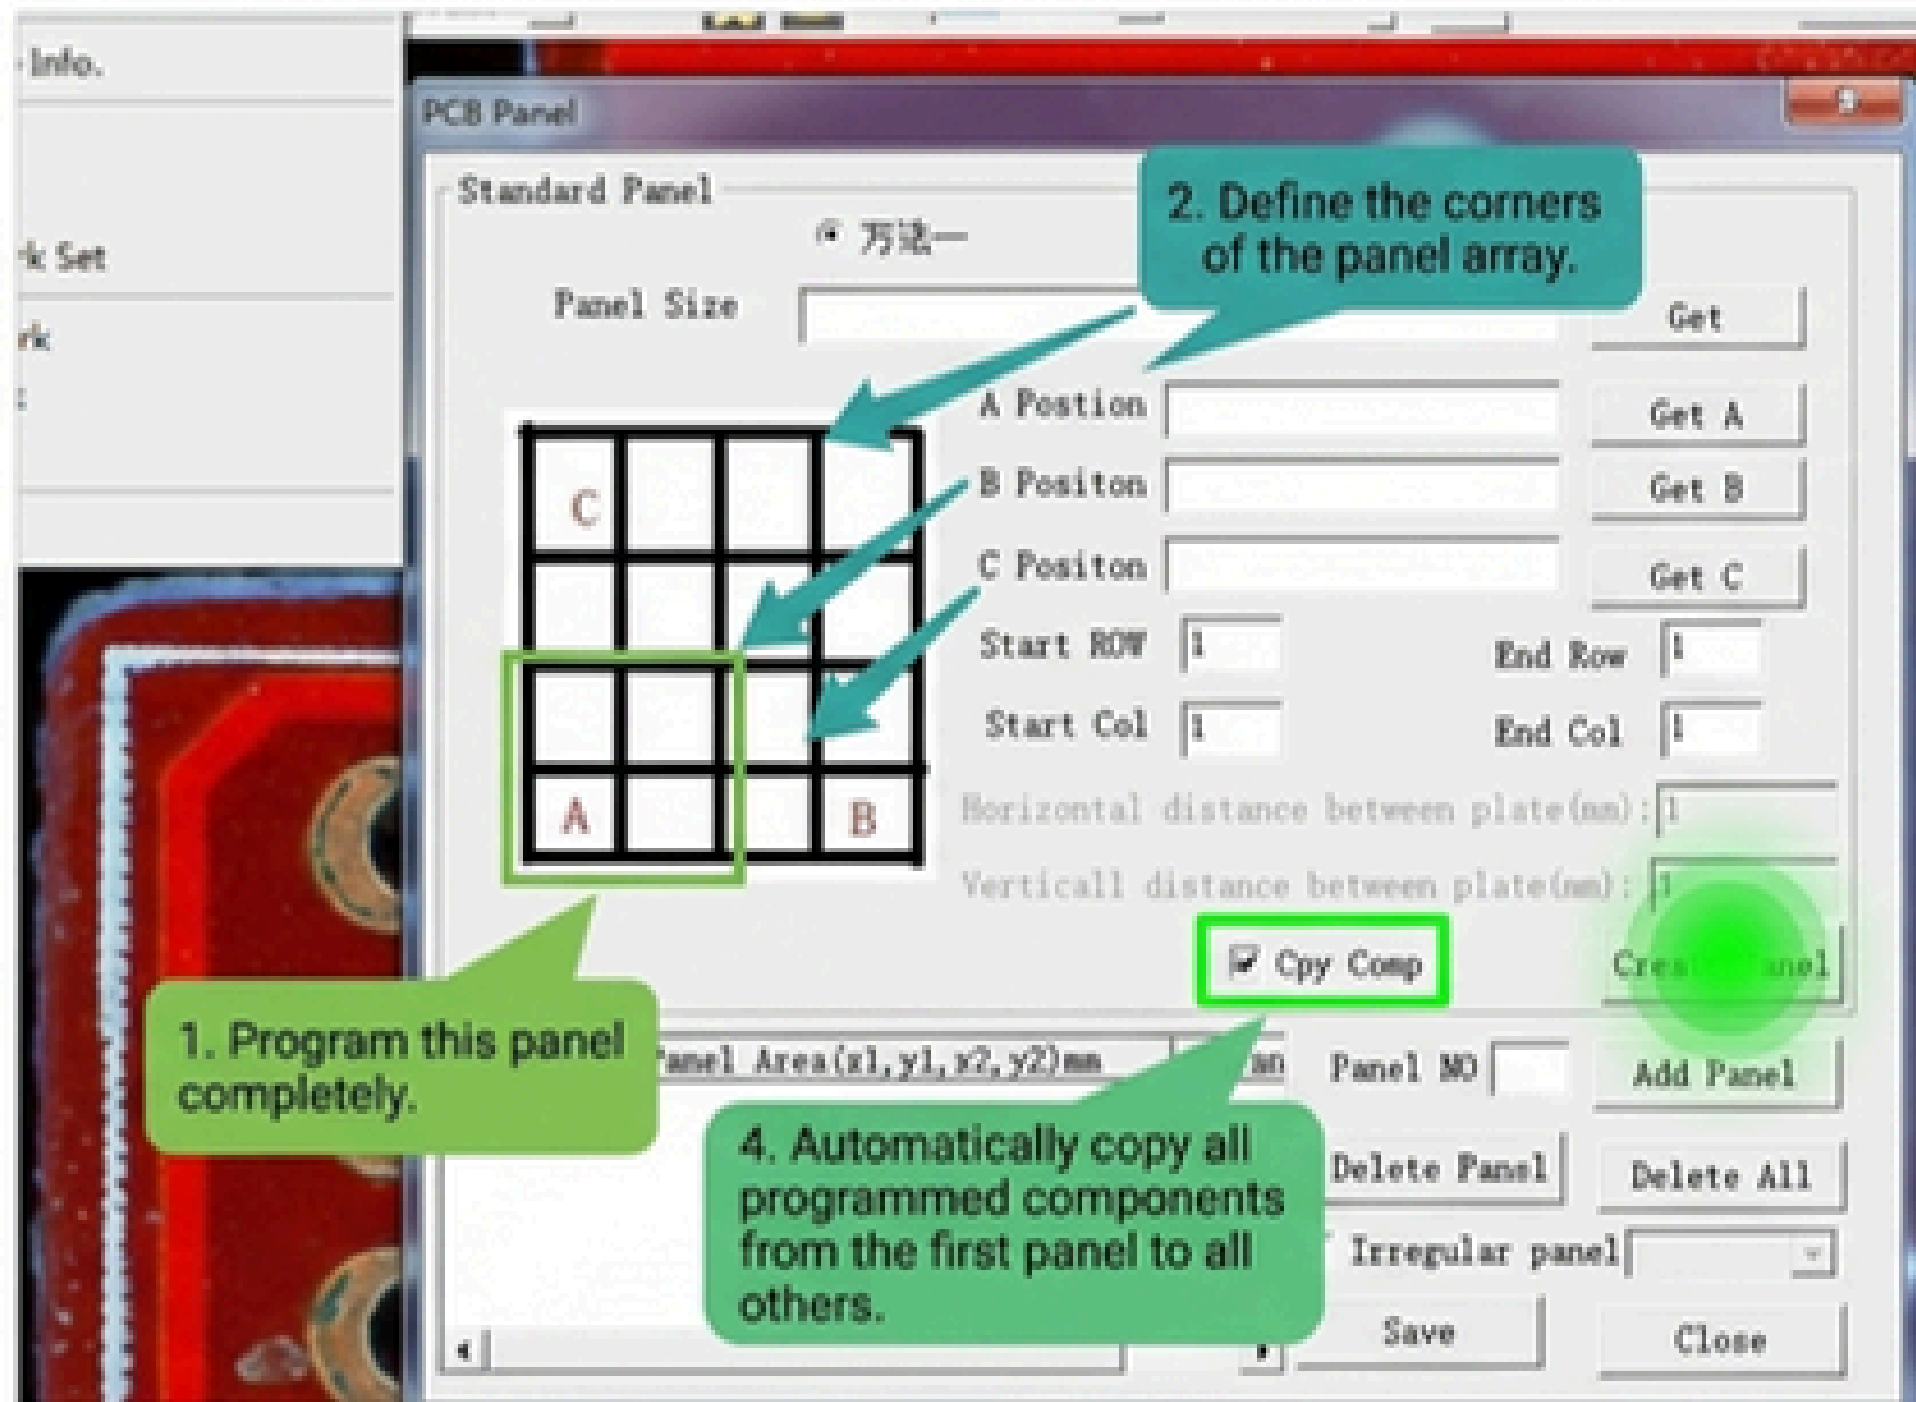 Info.
k Set
rk
PCB Panel
Standard Panel
Panel Size
Get
2. Define the corners
of the panel array.
A Postion
Get A
B Positon
Get B
C Positon
Get C
Start ROW 1
End Row 1
Start Col 1
End Col 1
Horizontal distance between plate(mm): 1
Verticall distance between plate(mm): 1
C
A
B
Cpy Comp
1. Program this panel
completely.
anel Area(x1,y1,x2,y2)mm
an
Panel NO
Add Panel
4. Automatically copy all
programmed components
from the first panel to all
others.
Delete Panel
Delete All
Irregular panel
Save
Close